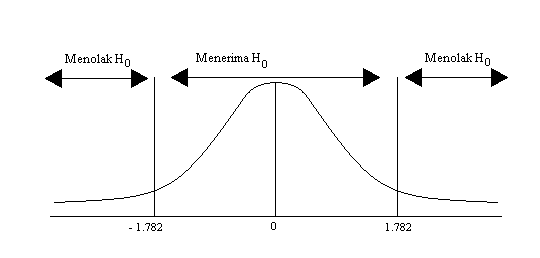 Menolak H0
Menerima H0
Menolak H0
- 1.782
0
1.782